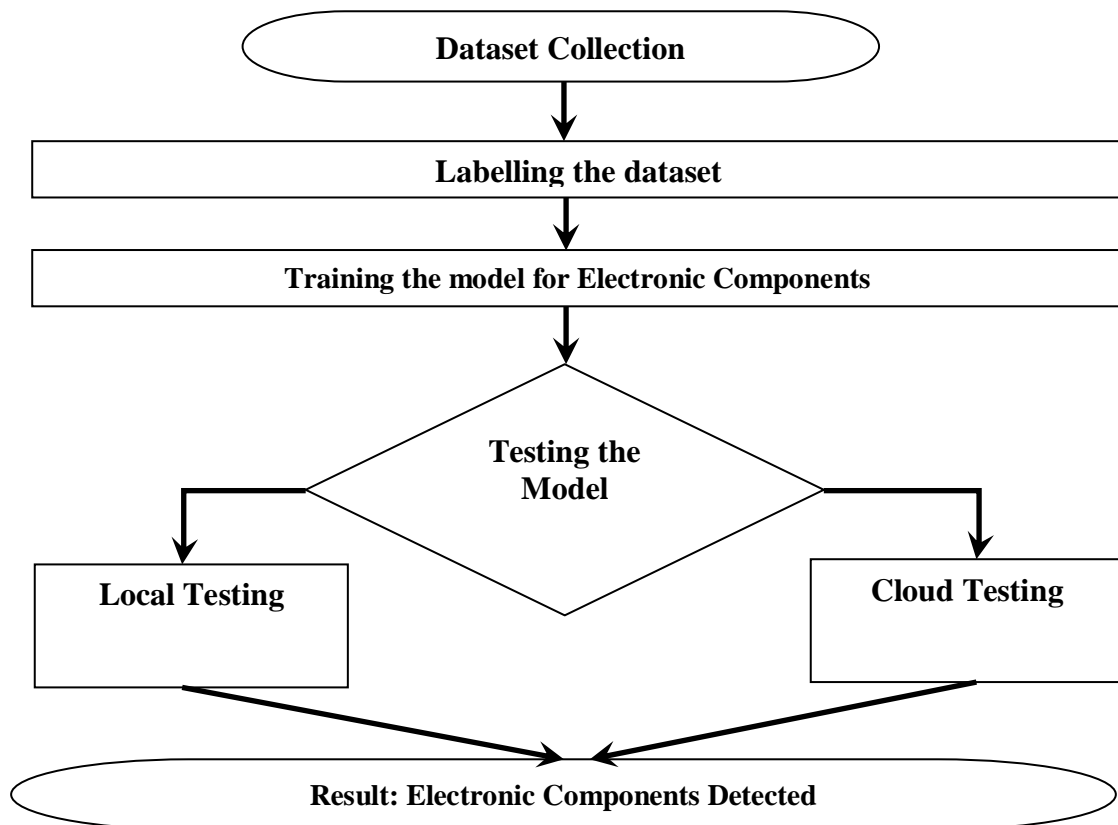 Dataset Collection
Labelling the dataset
Training the model for Electronic Components
Testing the
Model
Local Testing
Cloud Testing
Result: Electronic Components Detected